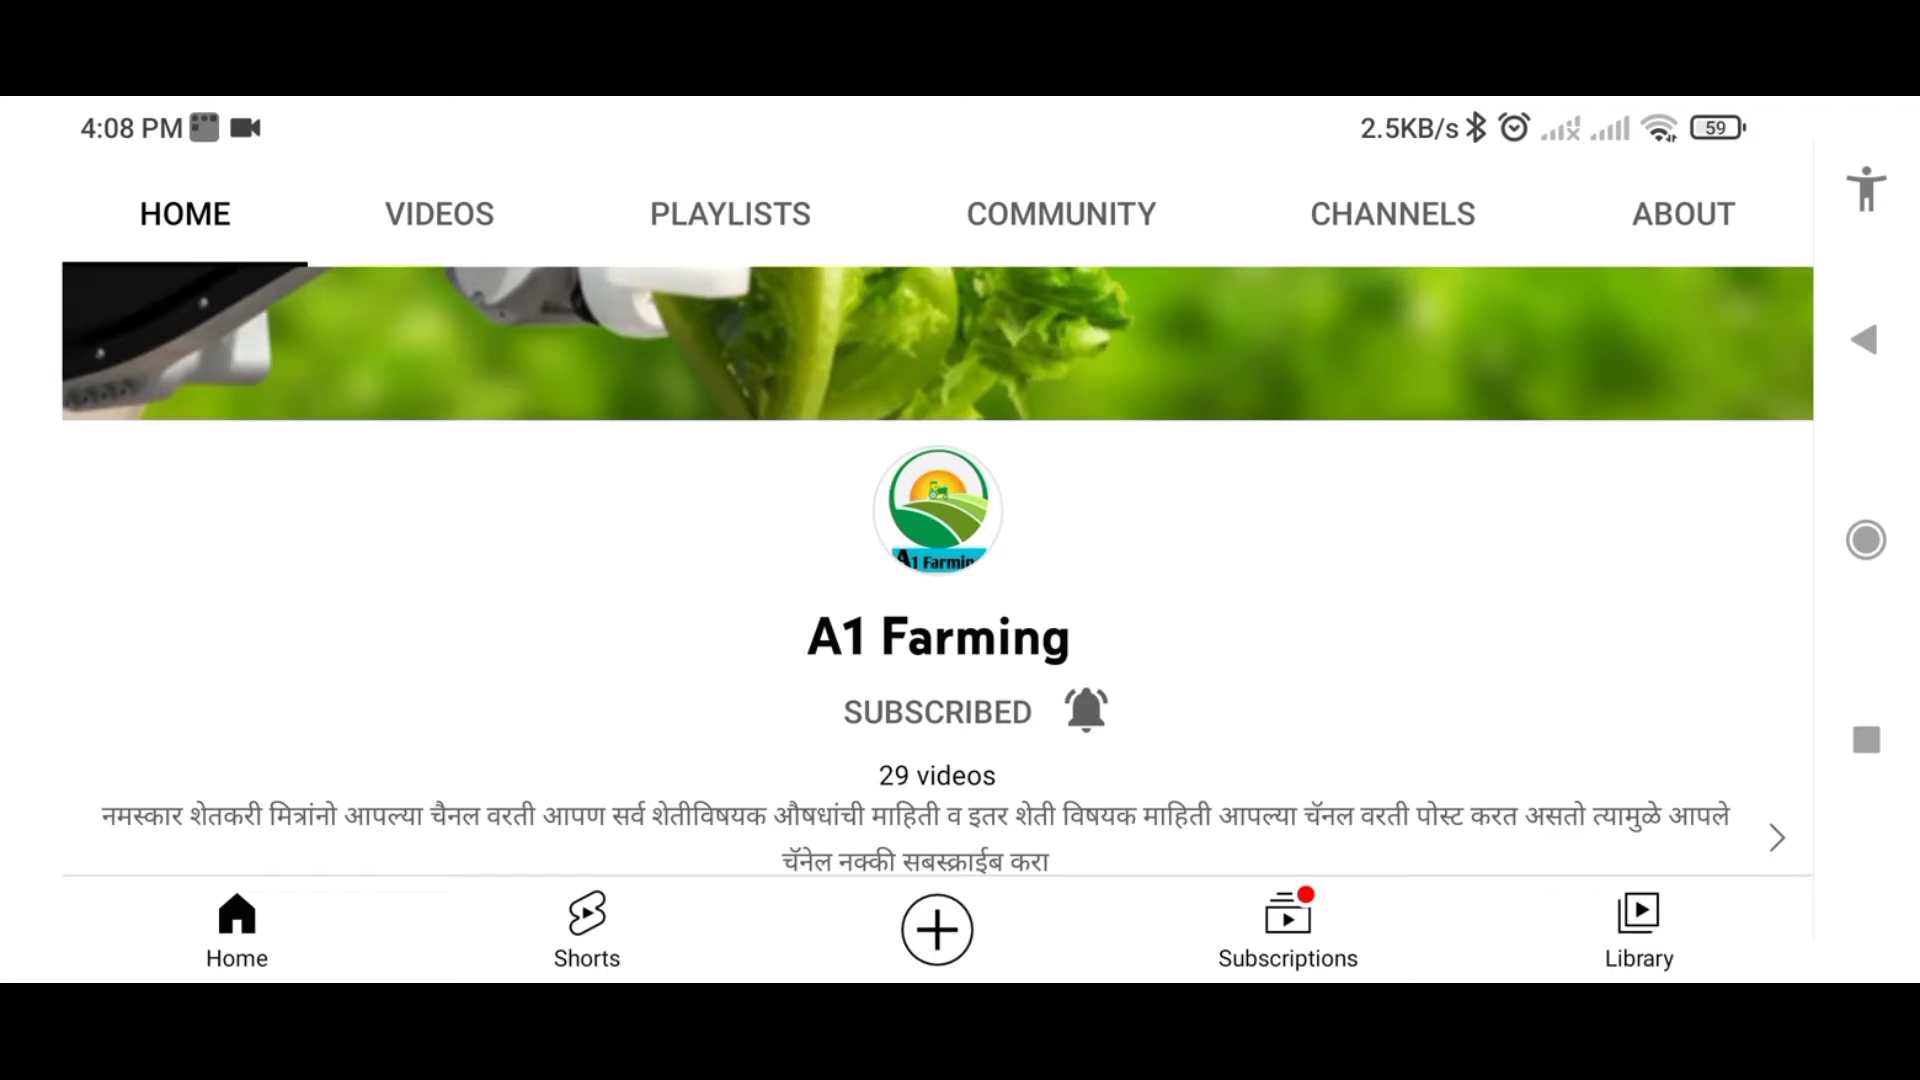 4:08 PM 2.5KB/s 59
HOME VIDEOS PLAYLISTS COMMUNITY CHANNELS ABOUT
A1 Farmin
A1 Farming
SUBSCRIBED
29 videos
नमस्कार शेतकरी मित्रांनो आपल्या चैनल वरती आपण सर्व शेतीविषयक औषधांची माहिती व इतर शेती विषयक माहिती आपल्या चॅनल वरती पोस्ट करत असतो त्यामुळे आपले
चॅनेल नक्की सबस्क्राईब करा
Home Shorts Subscriptions Library